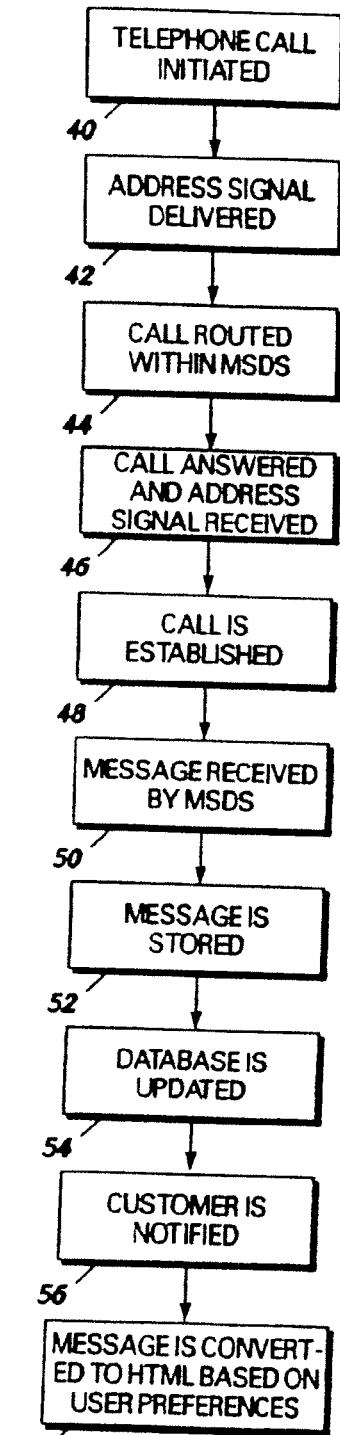 TELEPHONE CALL
INITIATED
40
ADDRESS SIGNAL
DELIVERED
42
CALL ROUTED
WITHIN MSDS
44
CALL ANSWERED
AND ADDRESS
SIGNAL RECEIVED
46
CALL IS
ESTABLISHED
48
MESSAGE RECEIVED
BY MSDS
50
MESSAGE IS
STORED
52
DATABASE IS
UPDATED
54
CUSTOMER IS
NOTIFIED
56
MESSAGE IS CONVERT-
ED TO HTML BASED ON
USER PREFERENCES